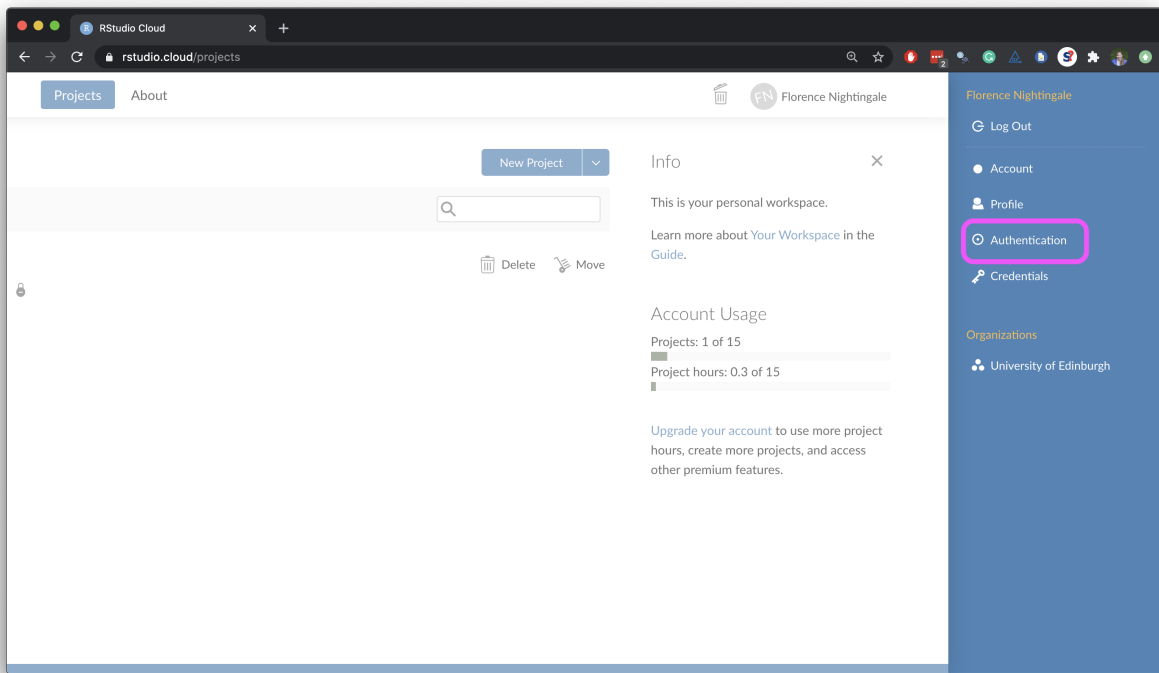 RStudio Cloud
rstudio.cloud/projects
2
Projects
About
FN
Florence Nightingale
New Project
Delete
Move
Info
This is your personal workspace.
Learn more about Your Workspace in the
Guide.
Account Usage
Projects: 1 of 15
Project hours: 0.3 of 15
Upgrade your account to use more project
hours, create more projects, and access
other premium features.
Florence Nightingale
Log Out
Account
Profile
Authentication
Credentials
Organizations
University of Edinburgh